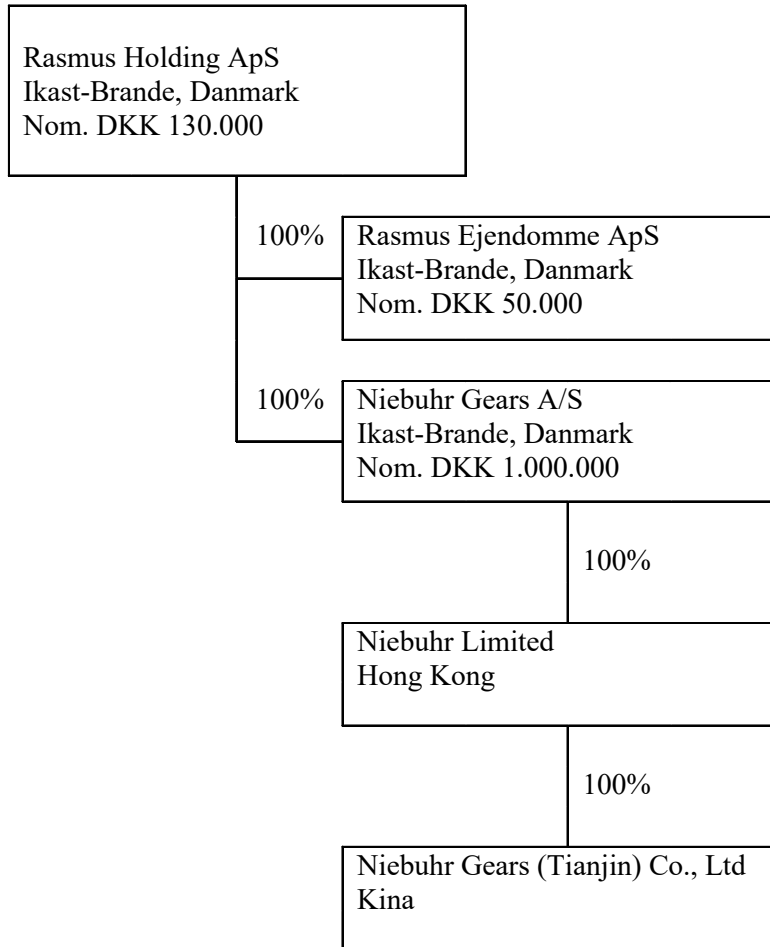 Rasmus Holding ApS
Ikast-Brande, Danmark
Nom. DKK 130.000
100%
Rasmus Ejendomme ApS
Ikast-Brande, Danmark
Nom. DKK 50.000
100%
Niebuhr Gears A/S
Ikast-Brande, Danmark
Nom. DKK 1.000.000
100%
Niebuhr Limited
Hong Kong
100%
Niebuhr Gears (Tianjin) Co., Ltd
Kina